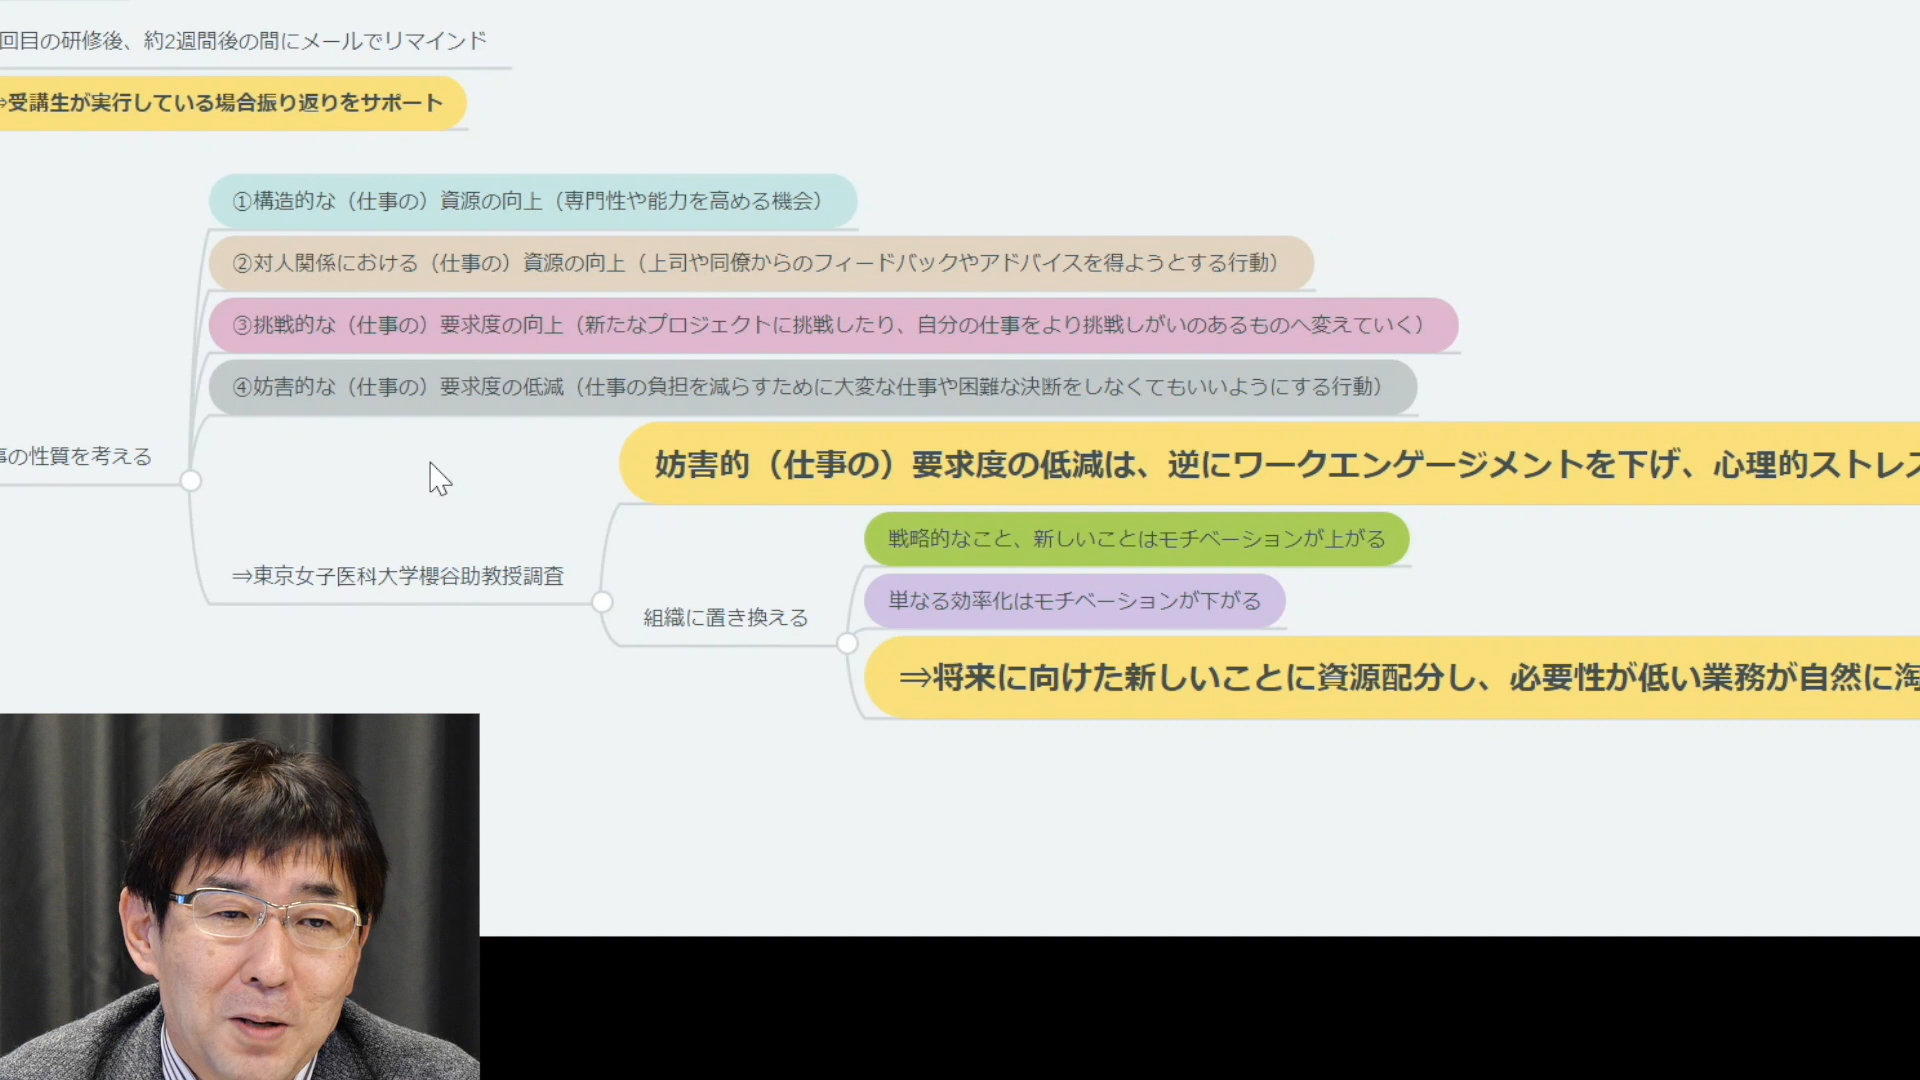 回目の研修後、約2週間後の間にメールでリマインド
⇒受講生が実行している場合振り返りをサポート
①構造的な（仕事の）資源の向上（専門性や能力を高める機会）
②対人関係における（仕事の）資源の向上（上司や同僚からのフィードバックやアドバイスを得ようとする行動）
③挑戦的な（仕事の）要求度の向上（新たなプロジェクトに挑戦したり、自分の仕事をより挑戦しがいのあるものへ変えていく）
④妨害的な（仕事の）要求度の低減（仕事の負担を減らすために大変な仕事や困難な決断をしなくてもいいようにする行動）
事の性質を考える
妨害的（仕事の）要求度の低減は、逆にワークエンゲージメントを下げ、心理的ストレス
戦略的なこと、新しいことはモチベーションが上がる
⇒東京女子医科大学櫻谷助教授調査
単なる効率化はモチベーションが下がる
組織に置き換える
⇒将来に向けた新しいことに資源配分し、必要性が低い業務が自然に淘